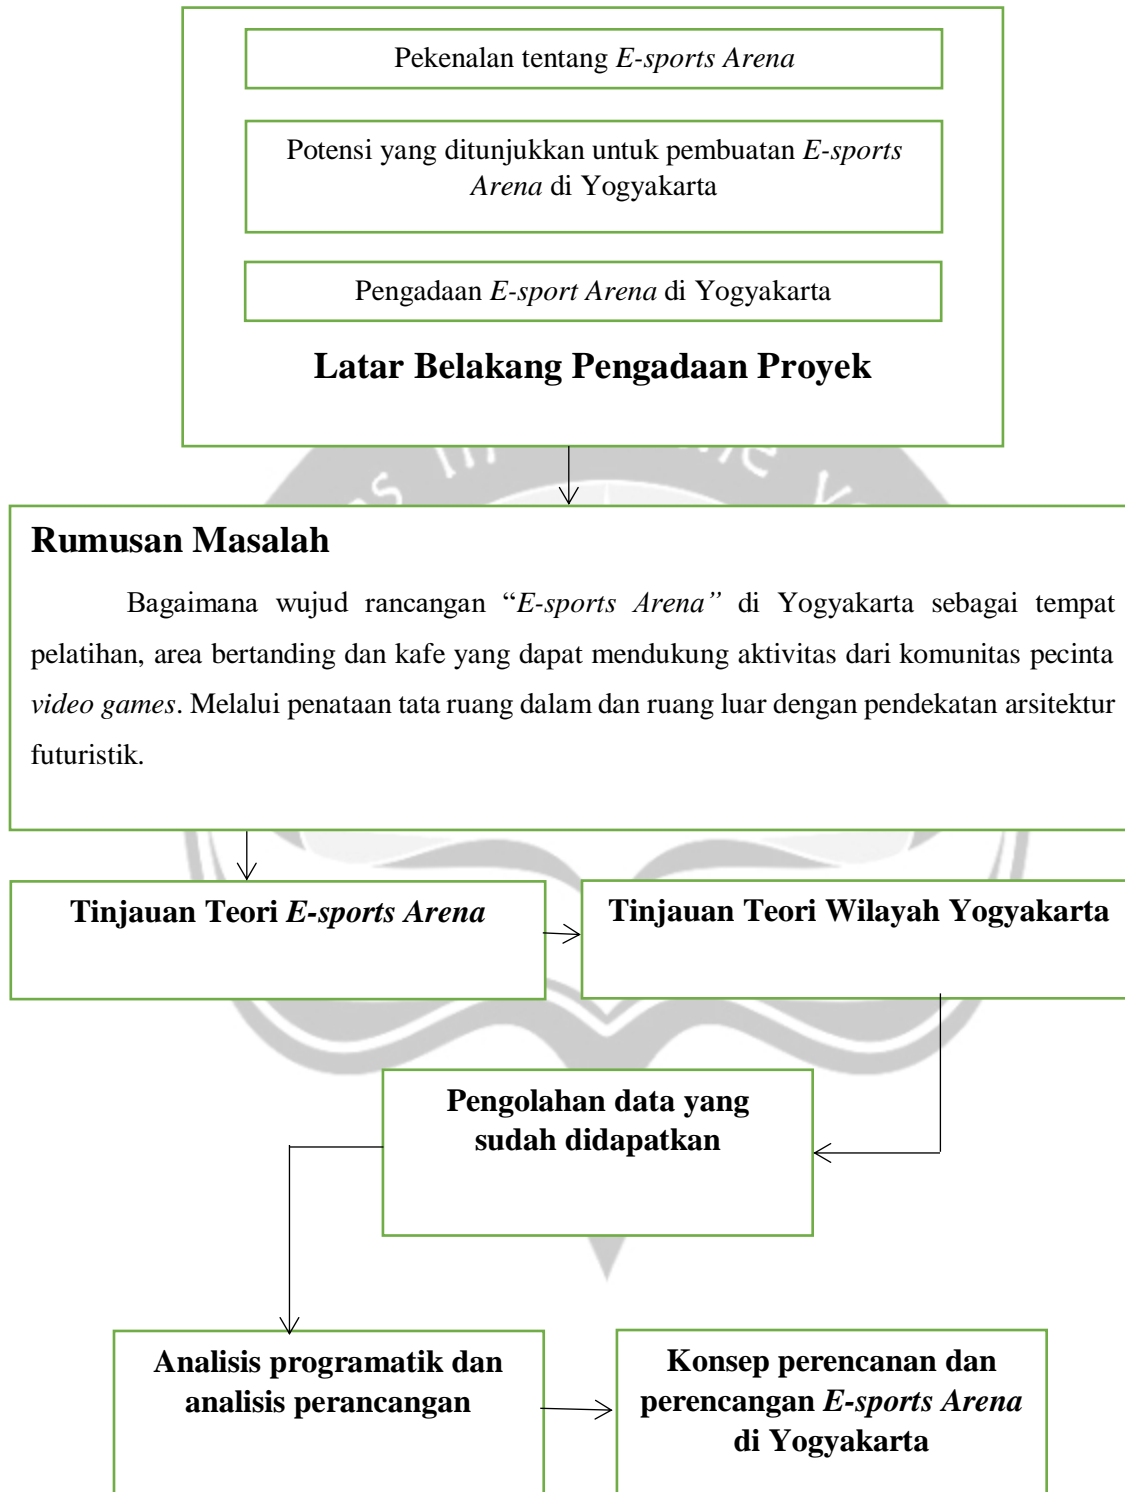 Pekenalan tentang E-sports Arena
Potensi yang ditunjukkan untuk pembuatan E-sports
Arena di Yogyakarta
Pengadaan E-sport Arena di Yogyakarta
Latar Belakang Pengadaan Proyek
Rumusan Masalah
Bagaimana wujud rancangan “E-sports Arena” di Yogyakarta sebagai tempat
pelatihan, area bertanding dan kafe yang dapat mendukung aktivitas dari komunitas pecinta
video games. Melalui penataan tata ruang dalam dan ruang luar dengan pendekatan arsitektur
futuristik.
Tinjauan Teori E-sports Arena
Tinjauan Teori Wilayah Yogyakarta
Pengolahan data yang
sudah didapatkan
Analisis programatik dan
analisis perancangan
Konsep perencanan dan
perencangan E-sports Arena
di Yogyakarta